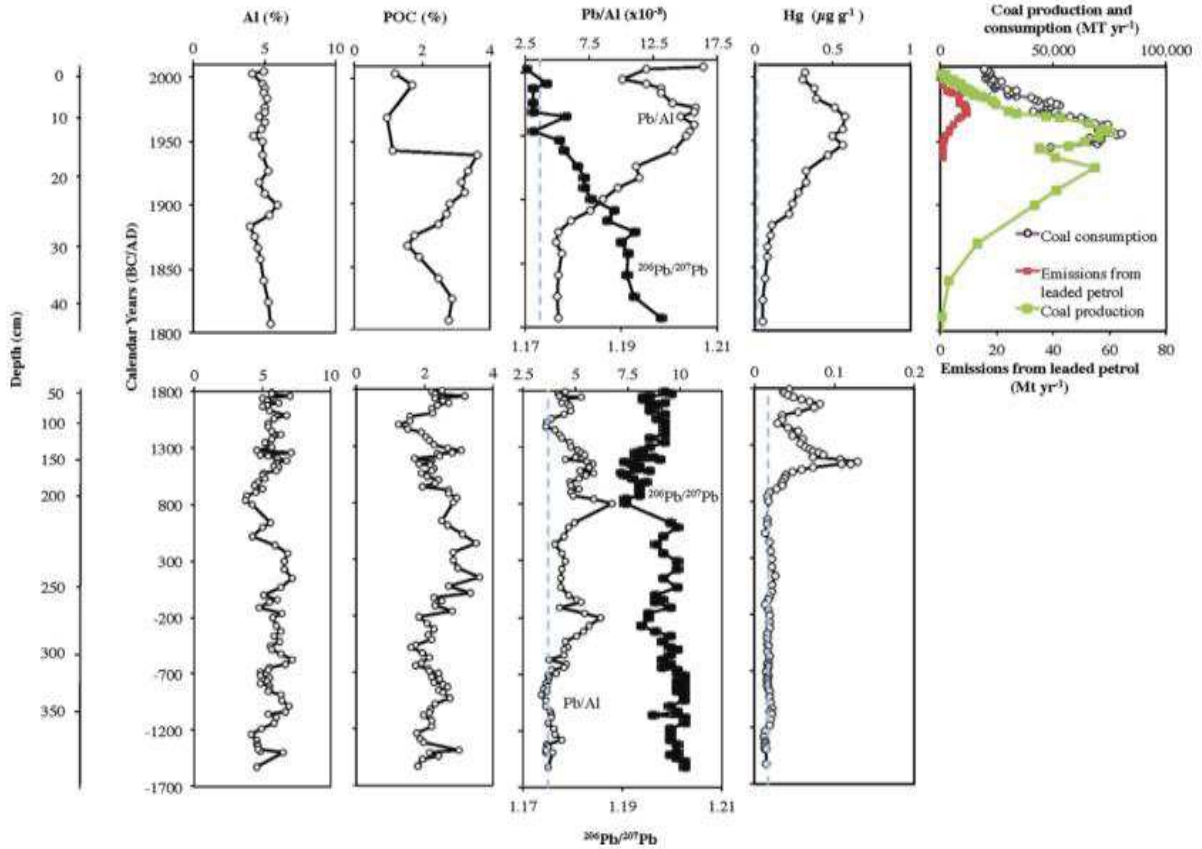 Al (%)
POC (%)
Pb/Al (x10⁻⁸)
Hg (µg g⁻¹)
Coal production and
consumption (MT yr⁻¹)
0 5 10
0 2 4
2.5 7.5 12.5 17.5
0 0.5 1
0 50,000 100,000
Depth (cm)
0
10
20
30
40
Calendar Years (BC/AD)
2000
1950
1900
1850
1800
Pb/Al
²⁰⁶Pb/²⁰⁷Pb
1.17 1.19 1.21
Coal consumption
Emissions from
leaded petrol
Coal production
0 20 40 60 80
Emissions from leaded petrol
(Mt yr⁻¹)
0 5 10
0 2 4
2.5 5 7.5 10
0 0.1 0.2
50
100
150
200
250
300
350
1800
1300
800
300
-200
-700
-1200
-1700
²⁰⁶Pb/²⁰⁷Pb
Pb/Al
1.17 1.19 1.21
²⁰⁶Pb/²⁰⁷Pb